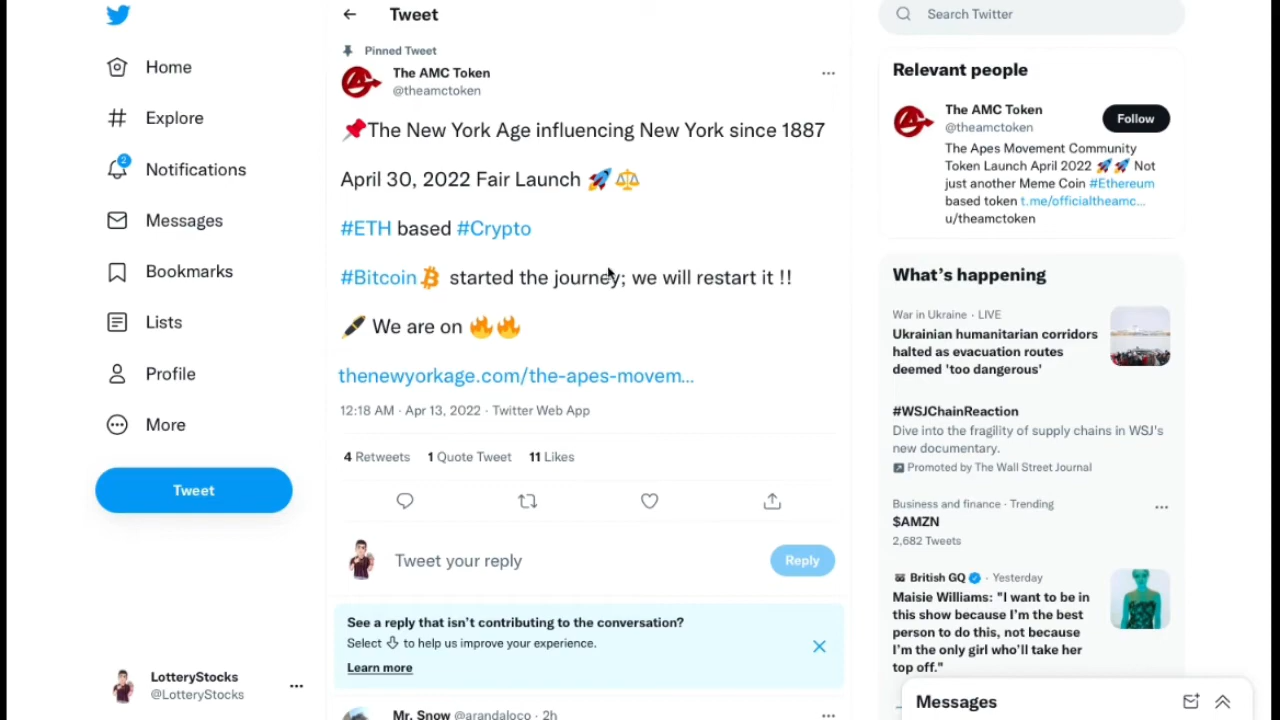 Home
Explore
2
Notifications
Messages
Bookmarks
Lists
Profile
More
Tweet
LotteryStocks
@LotteryStocks
Tweet
Pinned Tweet
The AMC Token
@theamctoken
The New York Age influencing New York since 1887
April 30, 2022 Fair Launch 🚀⚖️
#ETH based #Crypto
#Bitcoin started the journey; we will restart it !!
🖋️ We are on 🔥🔥
thenewyorkage.com/the-apes-movem...
12:18 AM · Apr 13, 2022 · Twitter Web App
4 Retweets 1 Quote Tweet 11 Likes
Tweet your reply
Reply
See a reply that isn't contributing to the conversation?
Select to help us improve your experience.
Learn more
Mr. Snow @arandaloco · 2h
Search Twitter
Relevant people
The AMC Token
@theamctoken
Follow
The Apes Movement Community
Token Launch April 2022 🚀🚀 Not
just another Meme Coin #Ethereum
based token t.me/officialtheamc...
u/theamctoken
What's happening
War in Ukraine · LIVE
Ukrainian humanitarian corridors
halted as evacuation routes
deemed 'too dangerous'
#WSJChainReaction
Dive into the fragility of supply chains in WSJ's
new documentary.
Promoted by The Wall Street Journal
Business and finance · Trending
$AMZN
2,682 Tweets
British GQ · Yesterday
Maisie Williams: "I want to be in
this show because I'm the best
person to do this, not because
I'm the only girl who'll take her
top off."
Messages